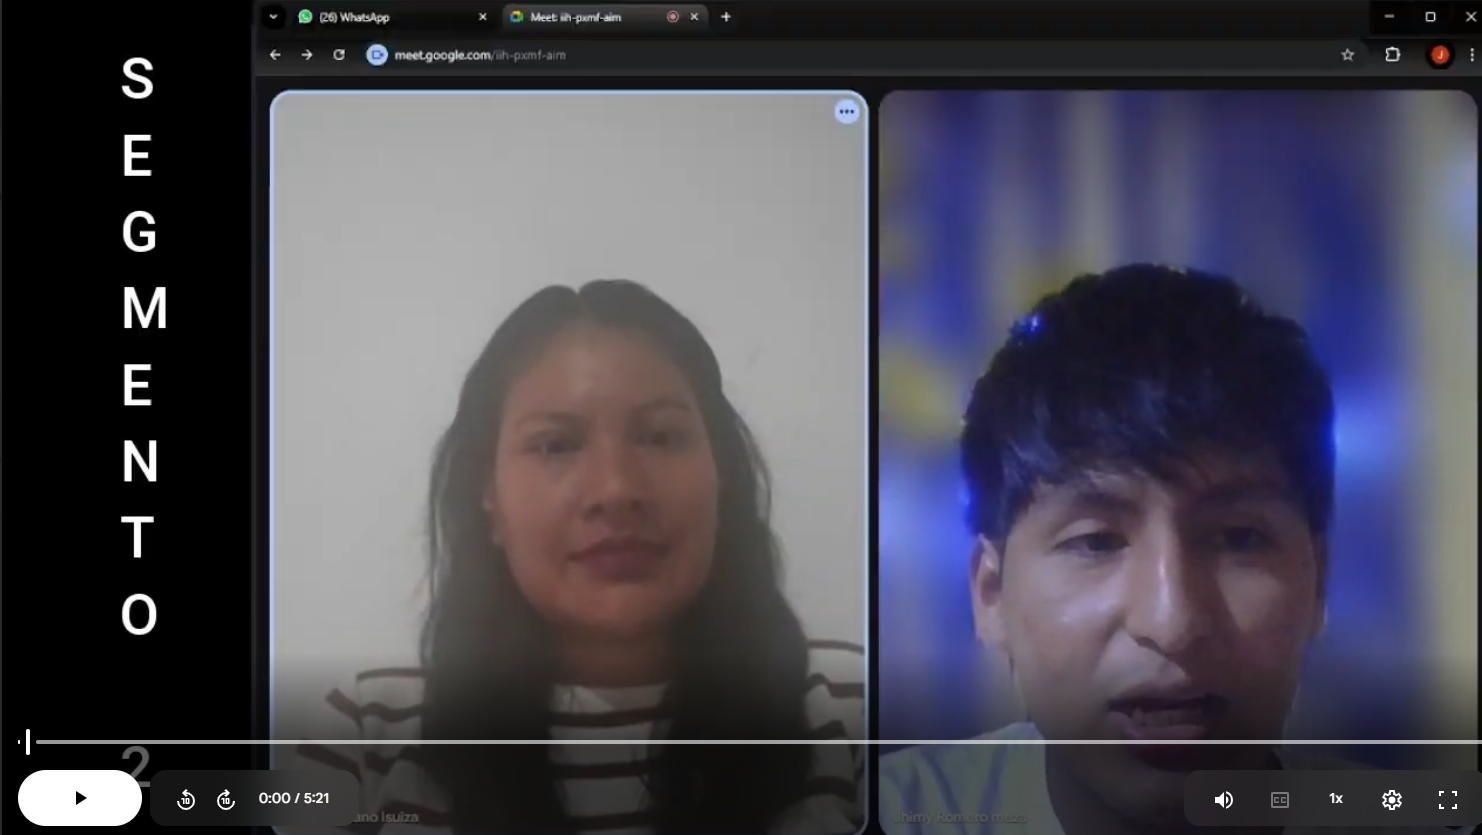 (26) WhatsApp
Meet: iih-pxmf-aim
meet.google.com/iih-pxmf-aim
J
S
E
G
M
E
N
T
O
2
ano Isuiza
Jhimy Romero meza
10
10
0:00 / 5:21
CC
1x